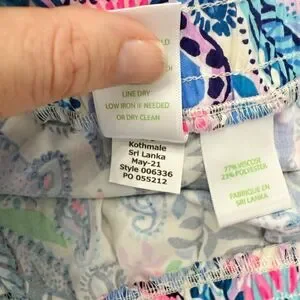 LINE DRY
LOW IRON IF NEEDED
OR DRY CLEAN
Kothmale
Sri Lanka
May-21
Style 006336
PO 055212
77% VISCOSE
23% POLYESTER
FABRIQUÉ EN
SRI LANKA